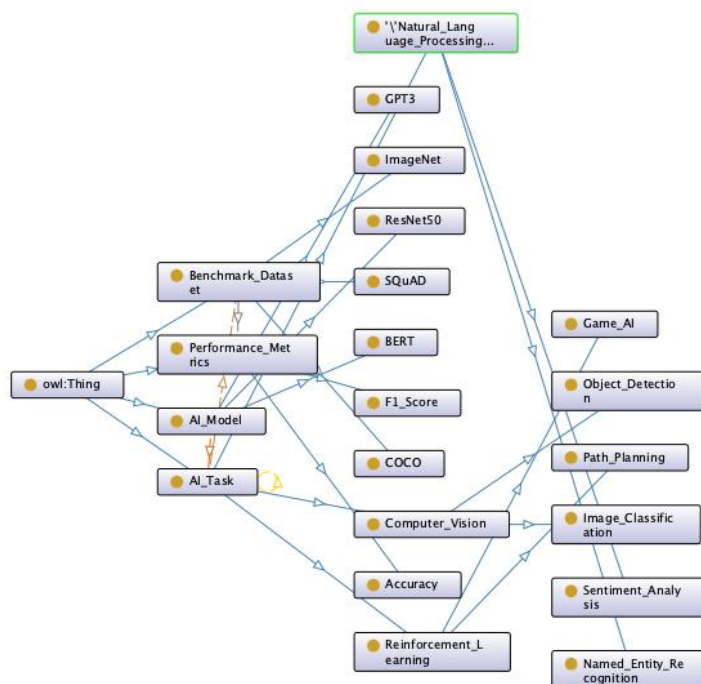 '\'Natural_Lang
uage_Processing...
GPT3
ImageNet
ResNet50
Benchmark_Datas
et
SQuAD
Game_AI
Performance_Met
rics
BERT
owl:Thing
Object_Detectio
n
AI_Model
F1_Score
AI_Task
COCO
Path_Planning
Computer_Vision
Image_Classific
ation
Accuracy
Sentiment_Analy
sis
Reinforcement_L
earning
Named_Entity_Re
cognition